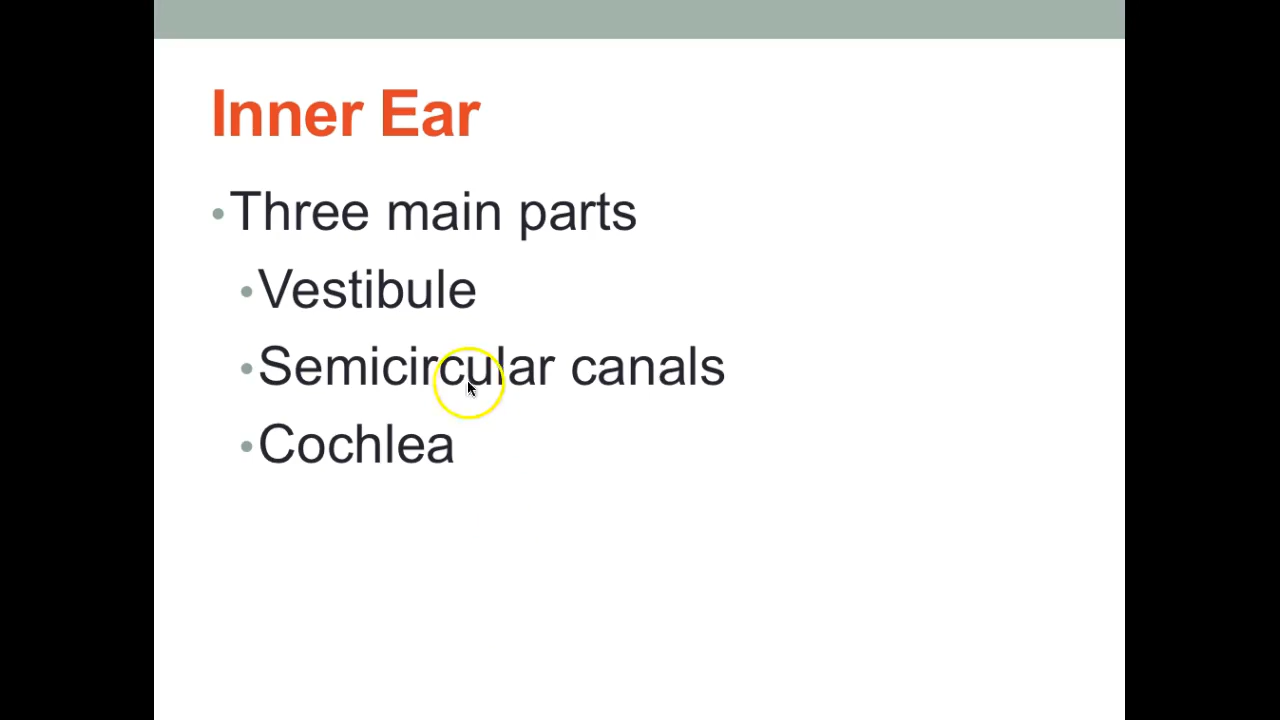 Inner Ear
• Three main parts
• Vestibule
• Semicircular canals
• Cochlea